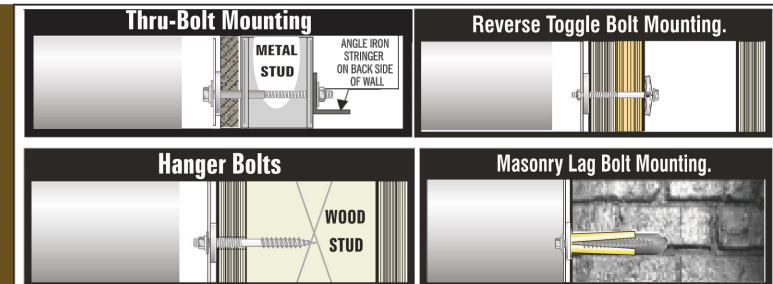 Thru-Bolt Mounting
METAL
STUD
ANGLE IRON
STRINGER
ON BACK SIDE
OF WALL
Reverse Toggle Bolt Mounting.
Hanger Bolts
WOOD
STUD
Masonry Lag Bolt Mounting.